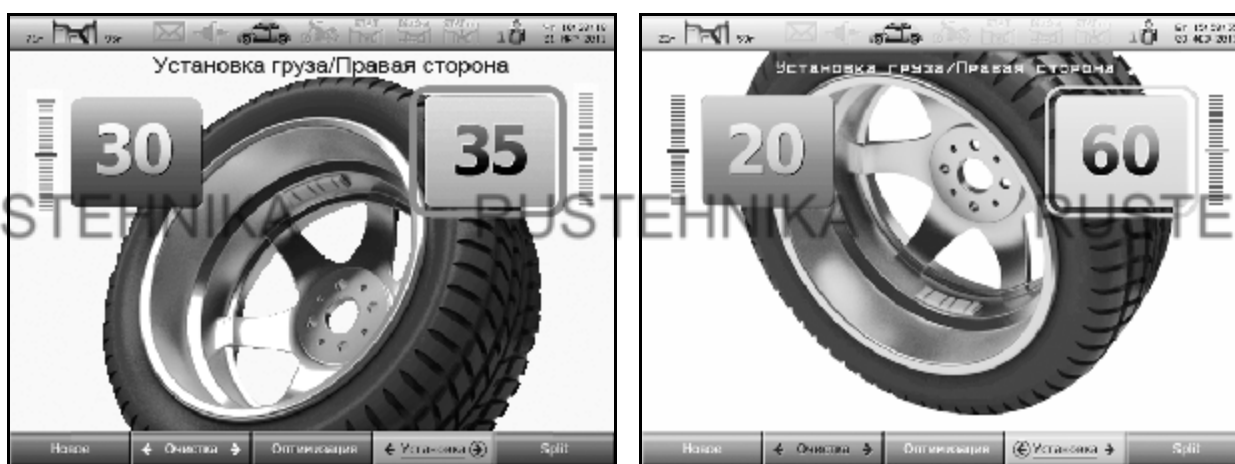 Установка груза/Правая сторона
30
35
Новое
Очистка
Оптимизация
Установка
Split
Установка груза/Правая сторона
20
60
Новое
Очистка
Оптимизация
Установка
Split
STEHNIKA RUSTEHNIKA RUSTE